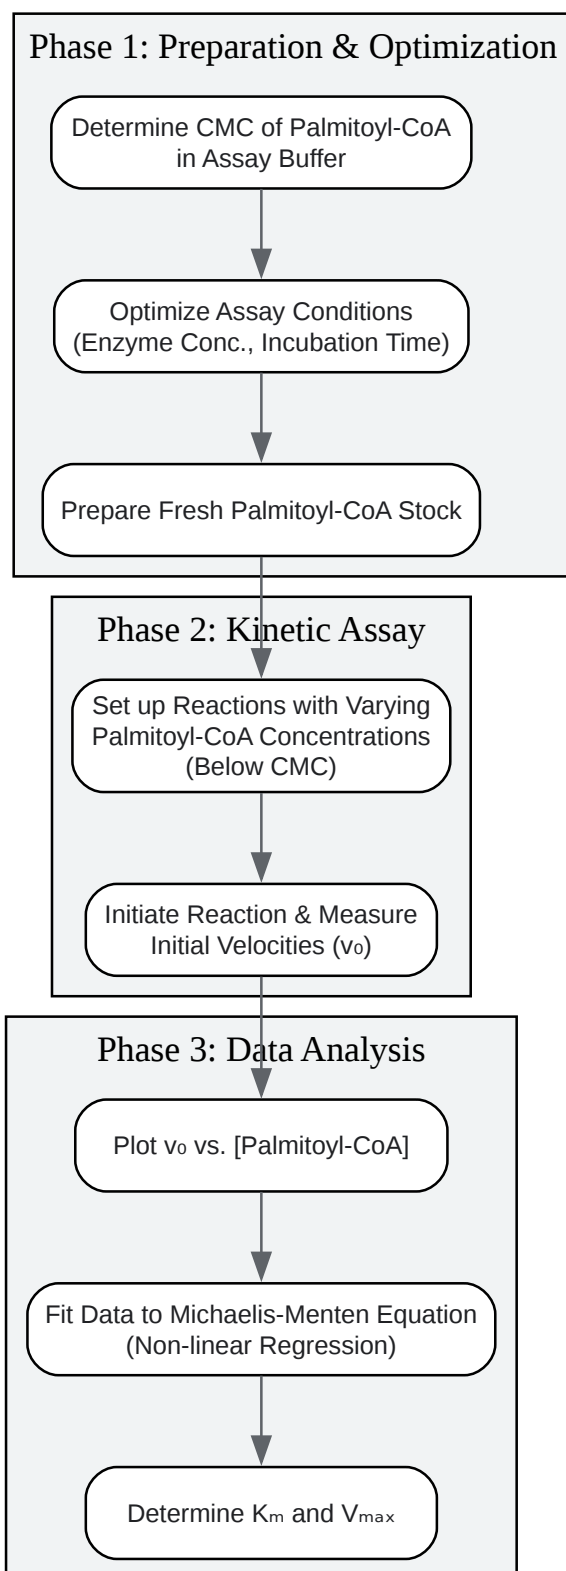 Phase 1: Preparation & Optimization
Determine CMC of Palmitoyl-CoA
in Assay Buffer
Optimize Assay Conditions
(Enzyme Conc., Incubation Time)
Prepare Fresh Palmitoyl-CoA Stock
Phase 2: Kinetic Assay
Set up Reactions with Varying
Palmitoyl-CoA Concentrations
(Below CMC)
Initiate Reaction & Measure
Initial Velocities (v₀)
Phase 3: Data Analysis
Plot v₀ vs. [Palmitoyl-CoA]
Fit Data to Michaelis-Menten Equation
(Non-linear Regression)
Determine Kₘ and Vₘₐₓ